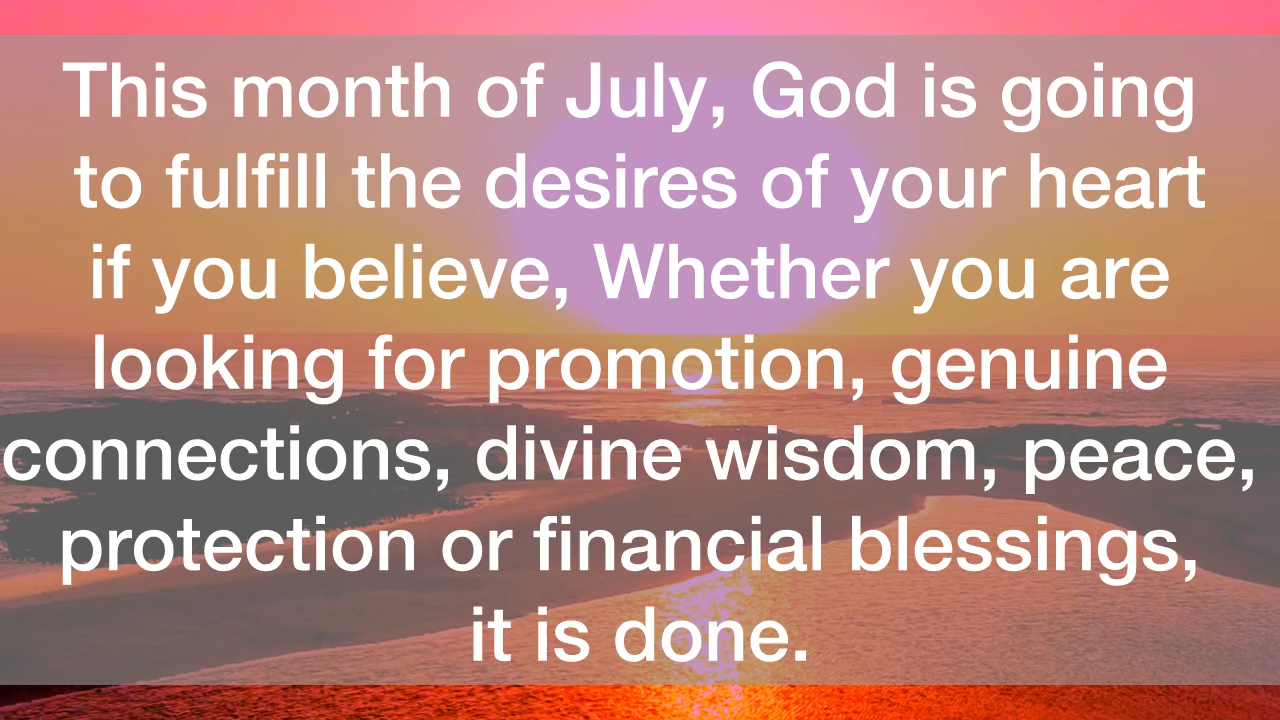 This month of July, God is going
to fulfill the desires of your heart
if you believe, Whether you are
looking for promotion, genuine
connections, divine wisdom, peace,
protection or financial blessings,
it is done.